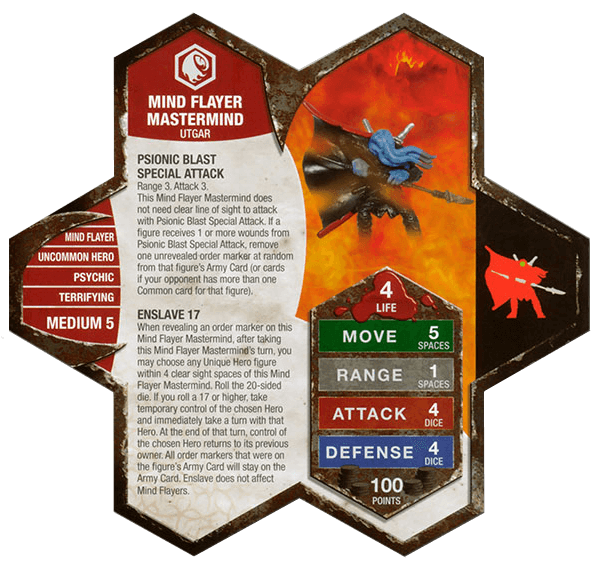 MIND FLAYER
MASTERMIND
UTGAR
PSIONIC BLAST
SPECIAL ATTACK
Range 3. Attack 3.
This Mind Flayer Mastermind does
not need clear line of sight to attack
with Psionic Blast Special Attack. If a
figure receives 1 or more wounds from
Psionic Blast Special Attack, remove
one unrevealed order marker at random
from that figure's Army Card (or cards
if your opponent has more than one
Common card for that figure).
ENSLAVE 17
When revealing an order marker on this
Mind Flayer Mastermind, after taking
this Mind Flayer Mastermind's turn, you
may choose any Unique Hero figure
within 4 clear sight spaces of this Mind
Flayer Mastermind. Roll the 20-sided
die. If you roll a 17 or higher, take
temporary control of the chosen Hero
and immediately take a turn with that
Hero. At the end of that turn, control of
the chosen Hero returns to its previous
owner. All order markers that were on
the figure's Army Card will stay on the
Army Card. Enslave does not affect
Mind Flayers.
MIND FLAYER
UNCOMMON HERO
PSYCHIC
TERRIFYING
MEDIUM 5
4
LIFE
MOVE 5 SPACES
RANGE 1 SPACES
ATTACK 4 DICE
DEFENSE 4 DICE
100
POINTS